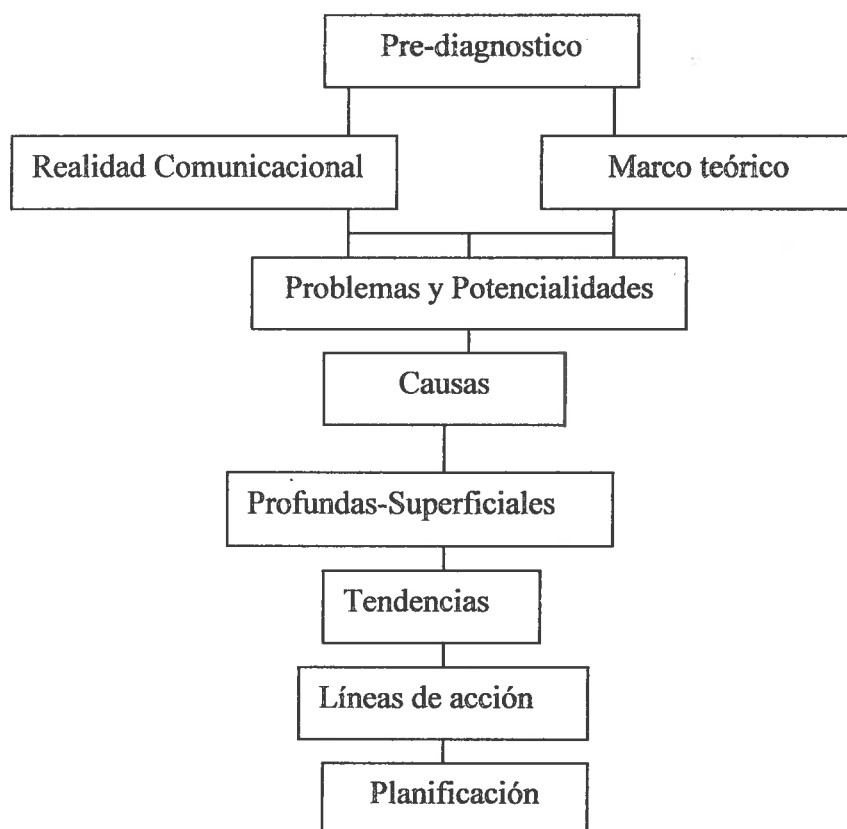 Pre-diagnostico
Realidad Comunicacional
Marco teórico
Problemas y Potencialidades
Causas
Profundas-Superficiales
Tendencias
Líneas de acción
Planificación